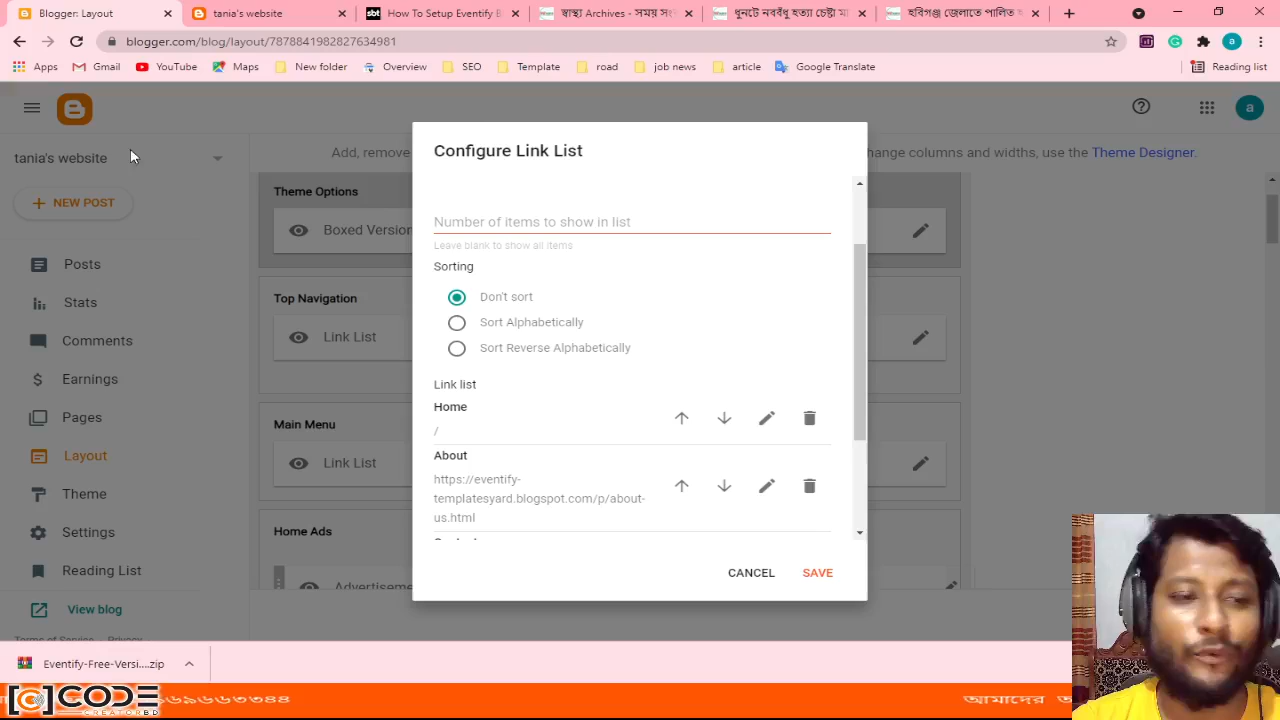 Blogger: Layout
tania's website
sbt How To Setup Eventify B
স্বাস্থ্য Archives - সময় সং
ধুনটে নববধূ হত্যা চেষ্টা মা
হবিগঞ্জ জেলাতে পালিত হ
blogger.com/blog/layout/7878841982827634981
a
Apps
Gmail
YouTube
Maps
New folder
Overview
SEO
Template
road
job news
article
Google Translate
Reading list
a
tania's website
Add, remove
hange columns and widths, use the Theme Designer.
NEW POST
Posts
Stats
Comments
Earnings
Pages
Layout
Theme
Settings
Reading List
View blog
Terms of Service · Privacy ·
Theme Options
Boxed Version
Top Navigation
Link List
Main Menu
Link List
Home Ads
Advertiseme
Configure Link List
Number of items to show in list
Leave blank to show all items
Sorting
Don't sort
Sort Alphabetically
Sort Reverse Alphabetically
Link list
Home
/
About
https://eventify-
templatesyard.blogspot.com/p/about-
us.html
CANCEL
SAVE
Eventify-Free-Versi....zip
[C] CODE
CREATORBD
৬৯৬৬৩৩৪৪
আমাদের